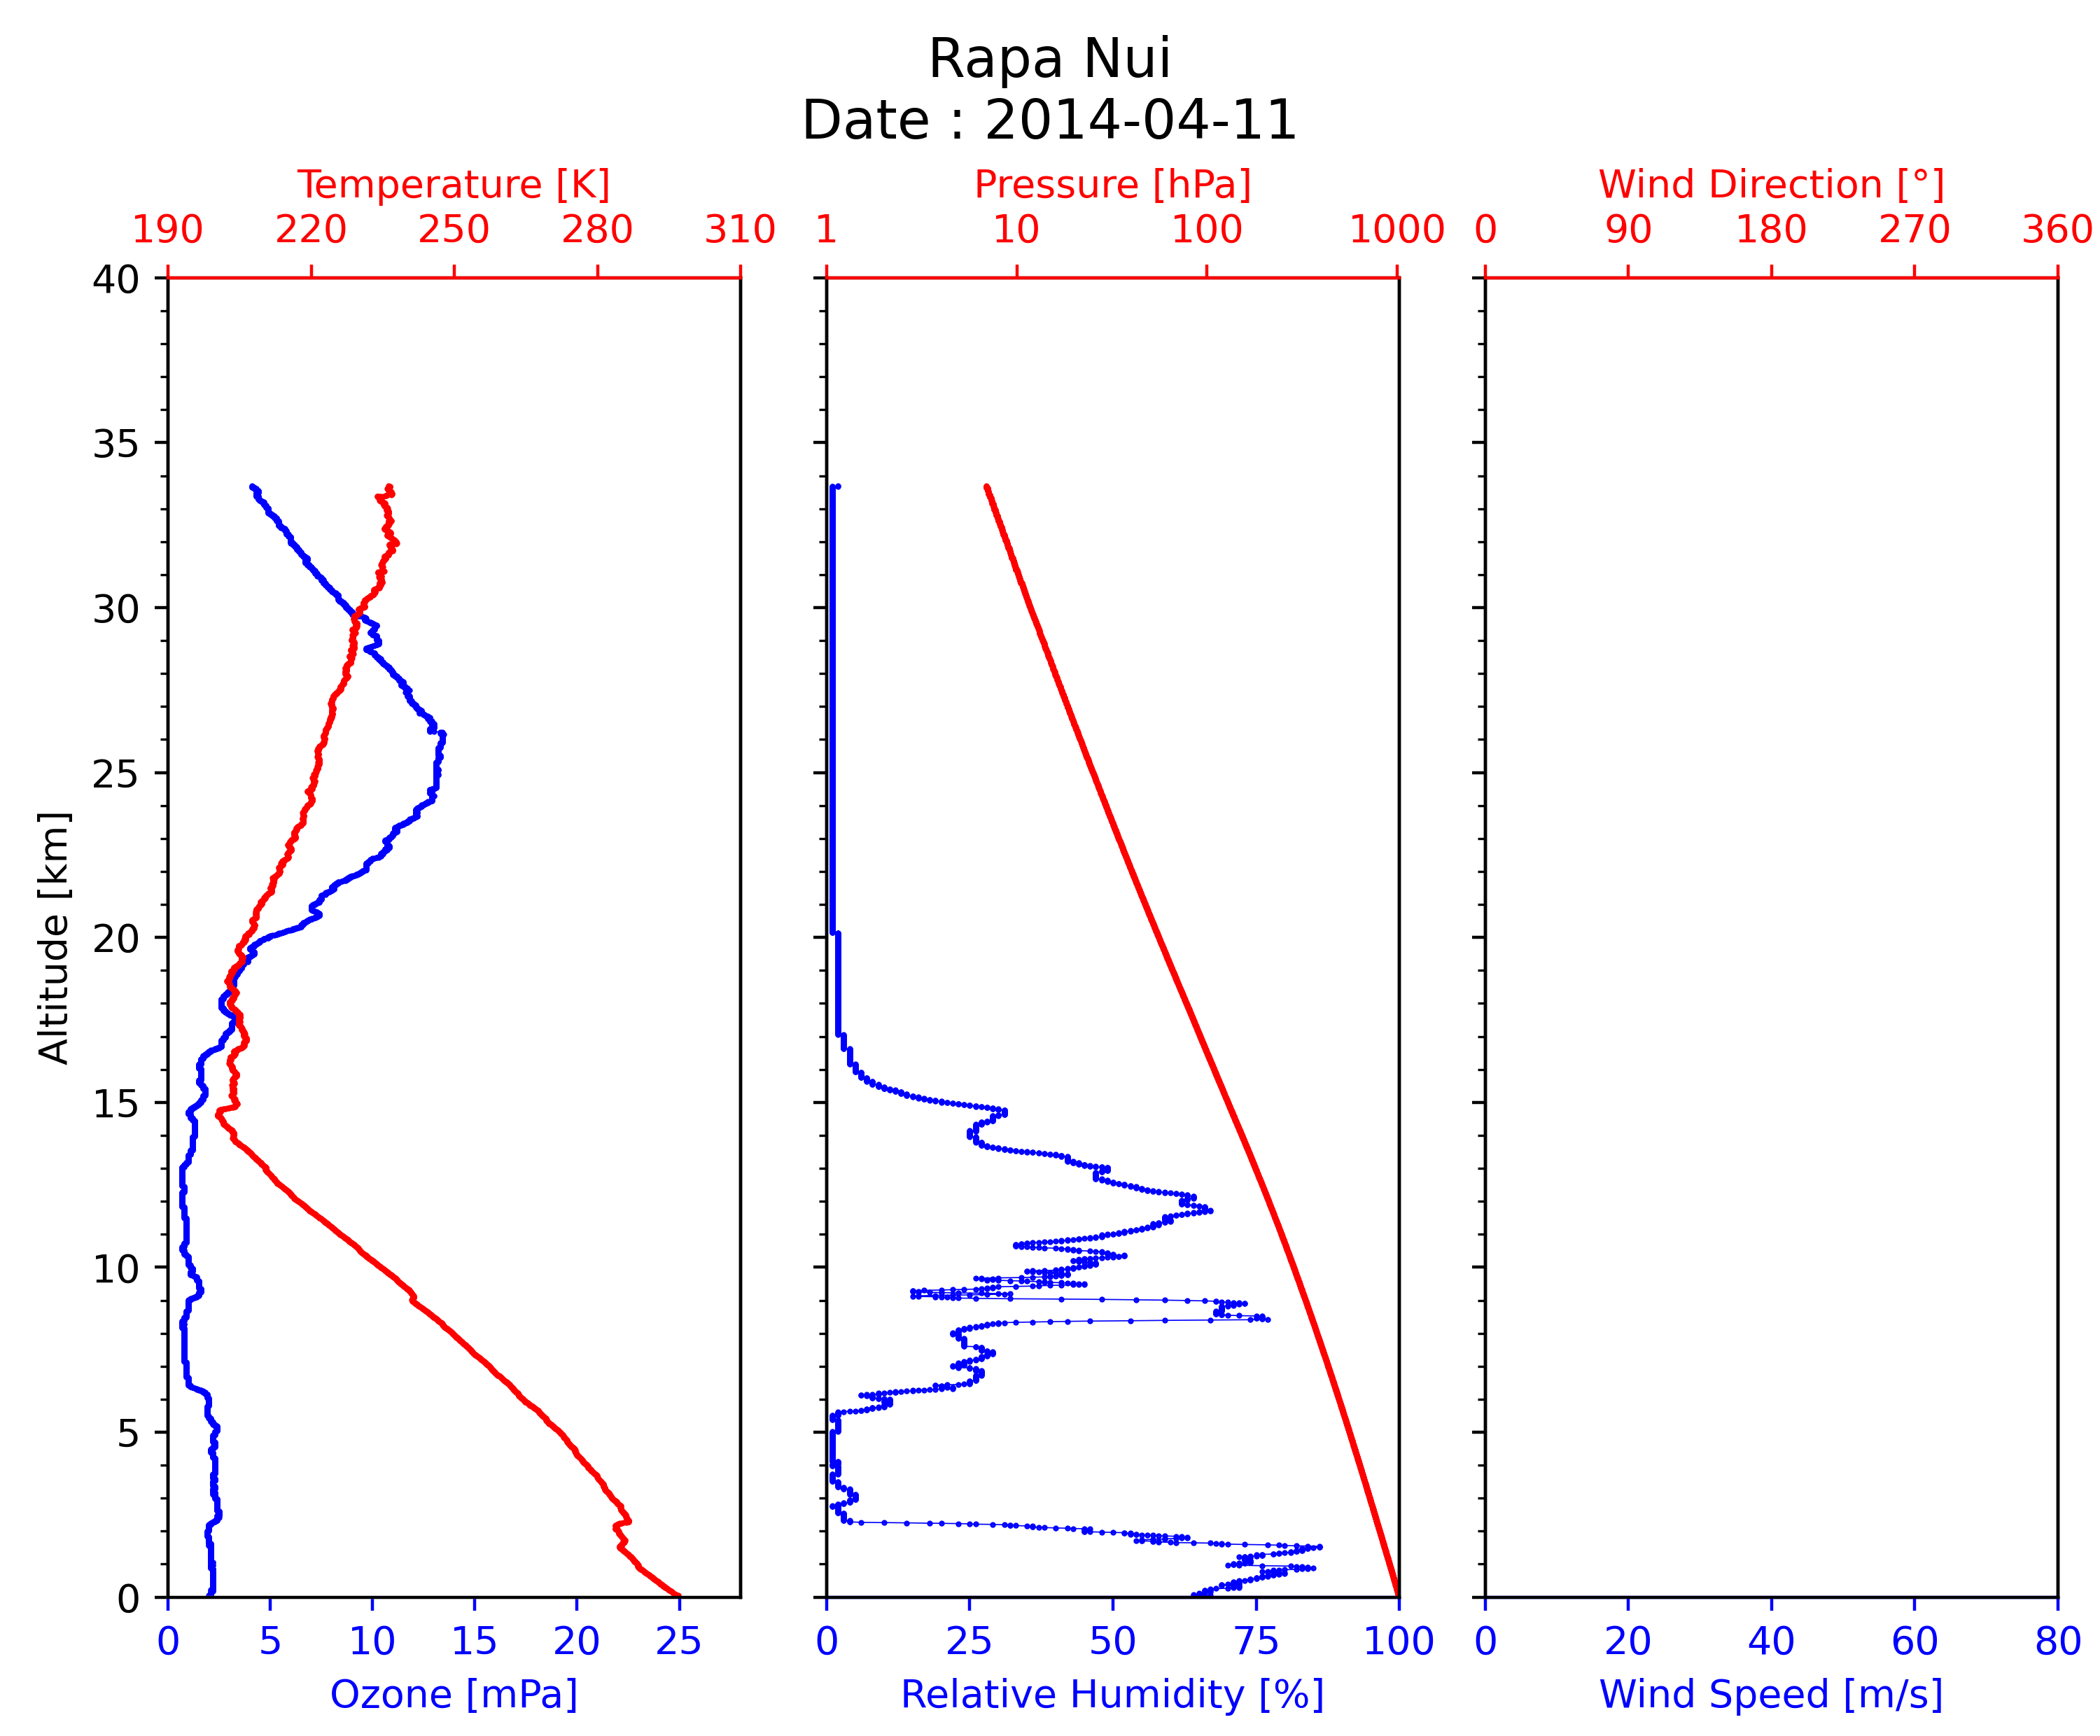 Rapa Nui
Date : 2014-04-11
Temperature [K]
190 220 250 280 310
Pressure [hPa]
1 10 100 1000
Wind Direction [°]
0 90 180 270 360
Altitude [km]
40
35
30
25
20
15
10
5
0
0 5 10 15 20 25
Ozone [mPa]
0 25 50 75 100
Relative Humidity [%]
0 20 40 60 80
Wind Speed [m/s]